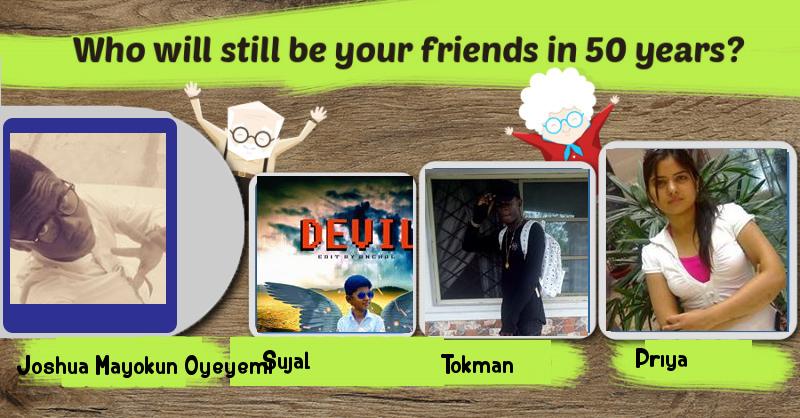 Who will still be your friends in 50 years?
DEVIL
EDIT BY ANCHAL
Joshua Mayokun Oyeyemi
Sujal
Tokman
Priya